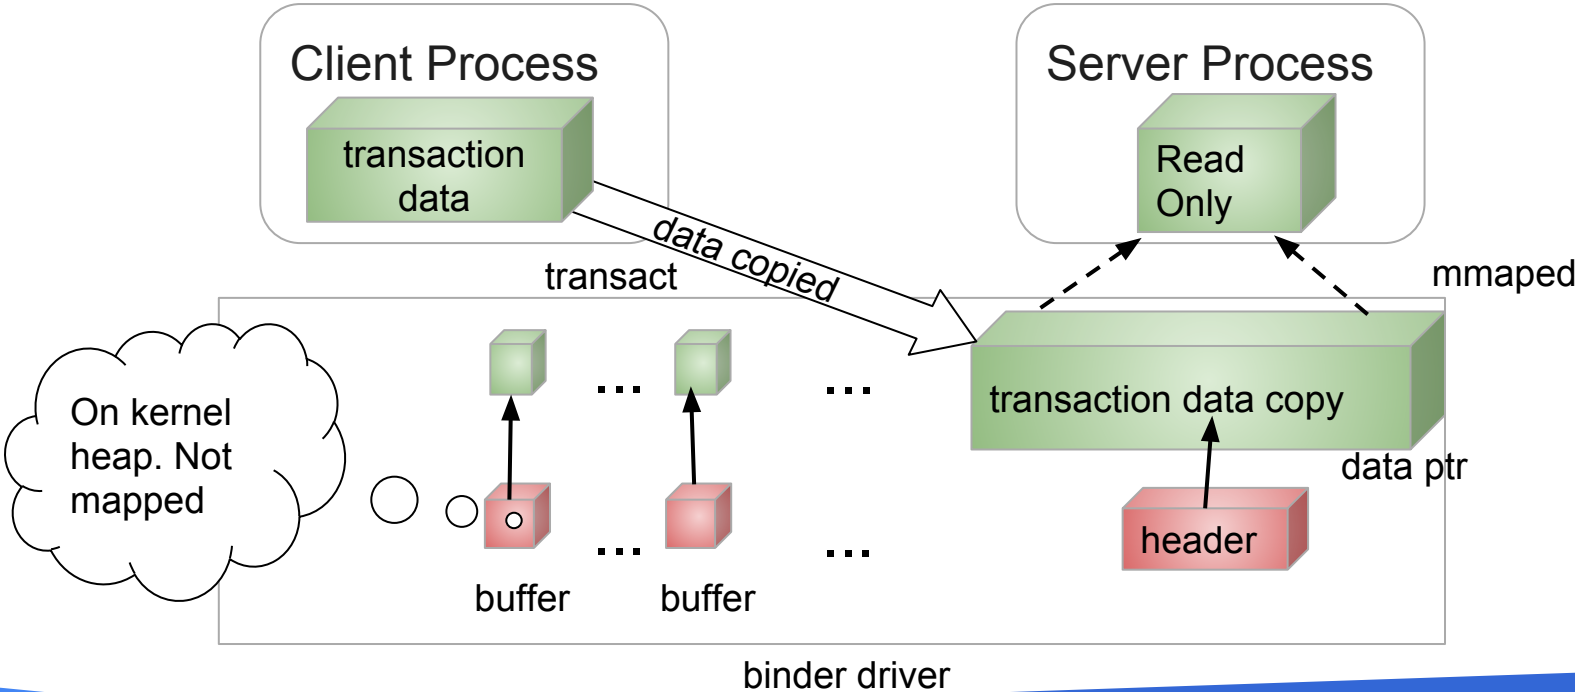 Client Process
Server Process
transaction
data
Read
Only
data copied
transact
mmaped
On kernel
heap. Not
mapped
...
...
transaction data copy
data ptr
...
...
header
buffer
buffer
binder driver